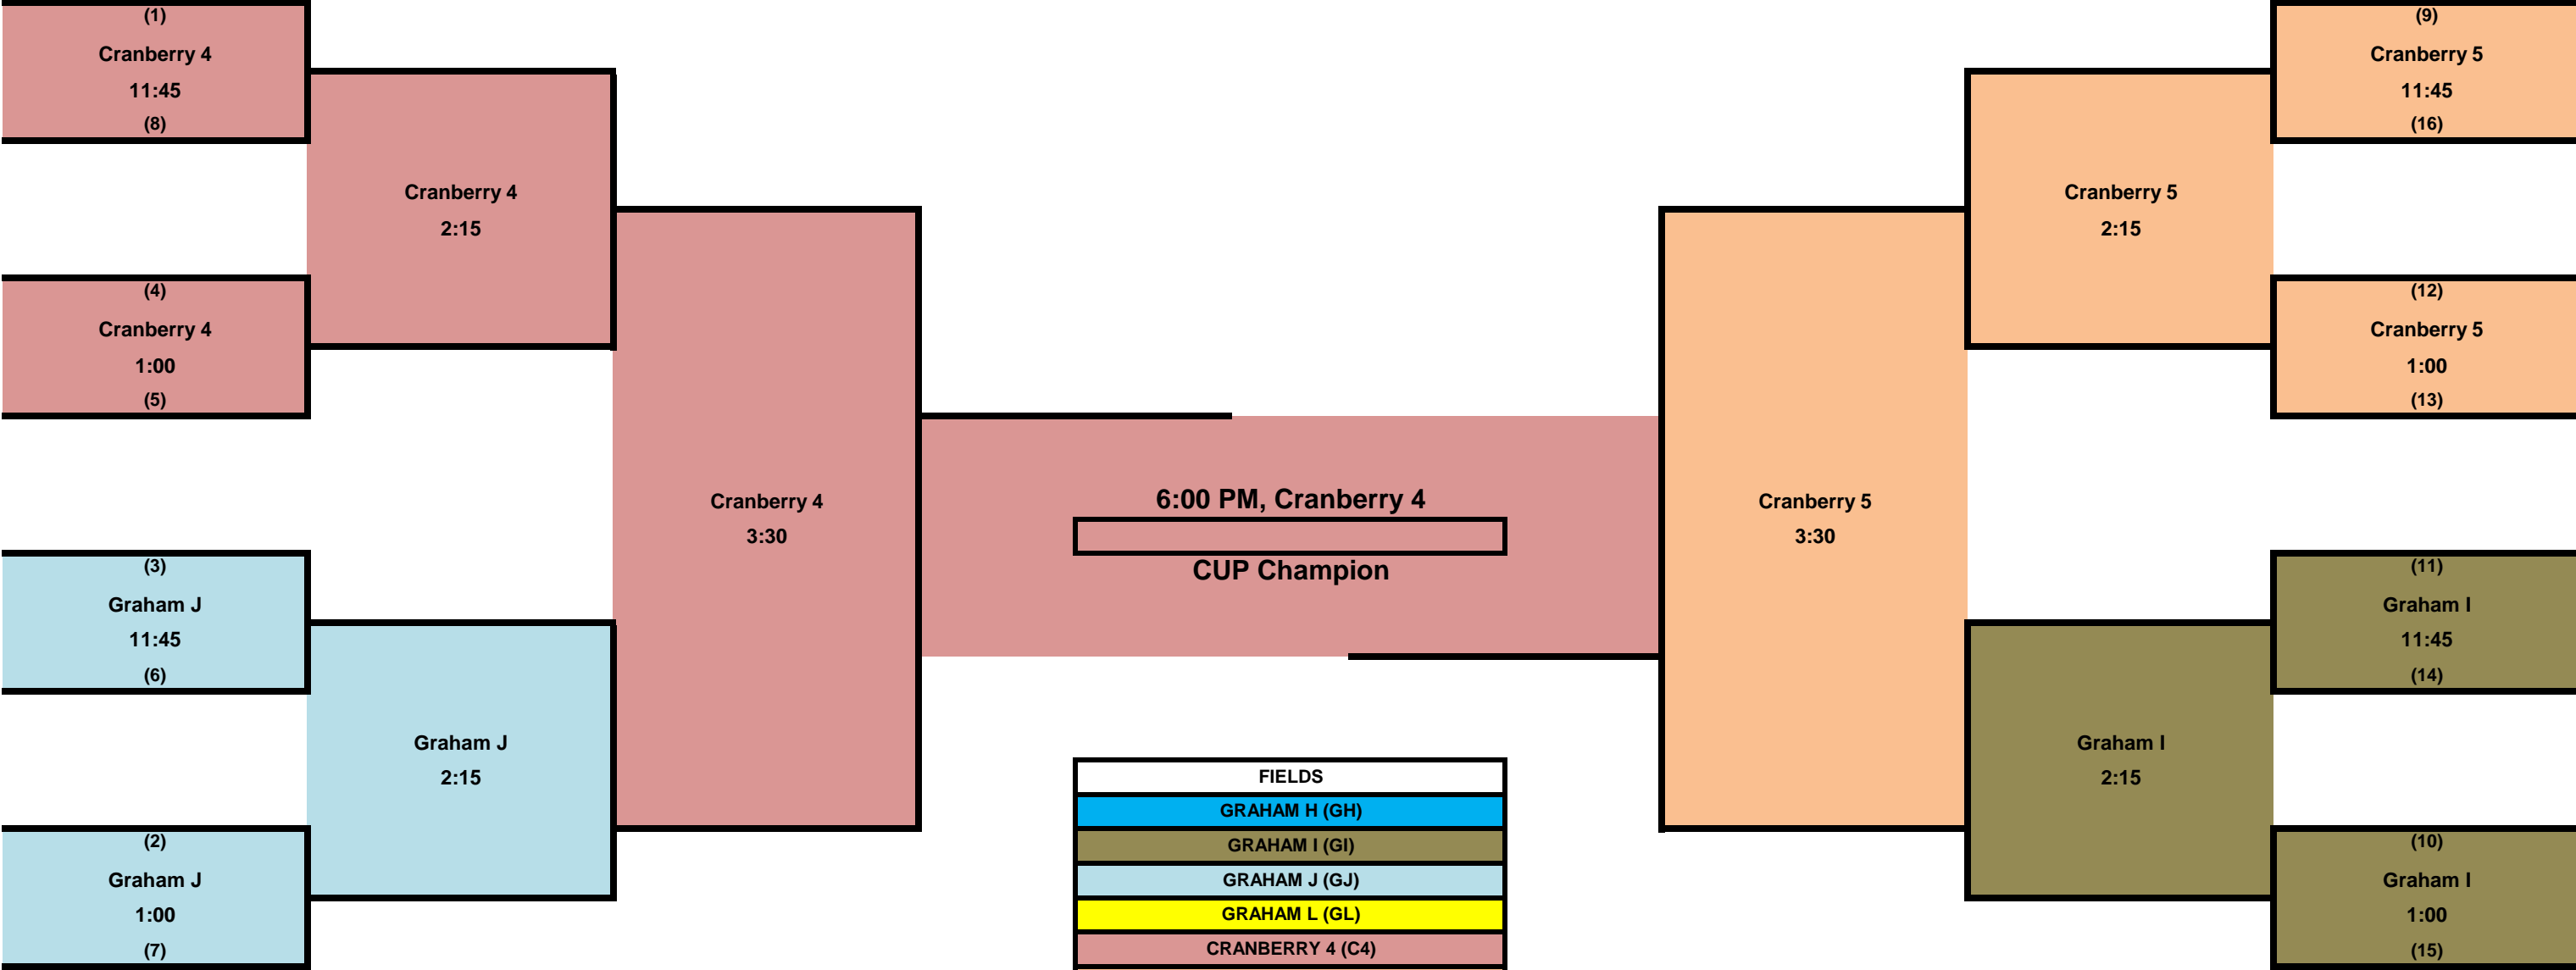 (1)
Cranberry 4
11:45
(8)
(4)
Cranberry 4
1:00
(5)
(3)
Graham J
11:45
(6)
(2)
Graham J
1:00
(7)
Cranberry 4
2:15
Graham J
2:15
Cranberry 4
3:30
6:00 PM, Cranberry 4
CUP Champion
FIELDS
GRAHAM H (GH)
GRAHAM I (GI)
GRAHAM J (GJ)
GRAHAM L (GL)
CRANBERRY 4 (C4)
Cranberry 5
3:30
Cranberry 5
2:15
Graham I
2:15
(9)
Cranberry 5
11:45
(16)
(12)
Cranberry 5
1:00
(13)
(11)
Graham I
11:45
(14)
(10)
Graham I
1:00
(15)